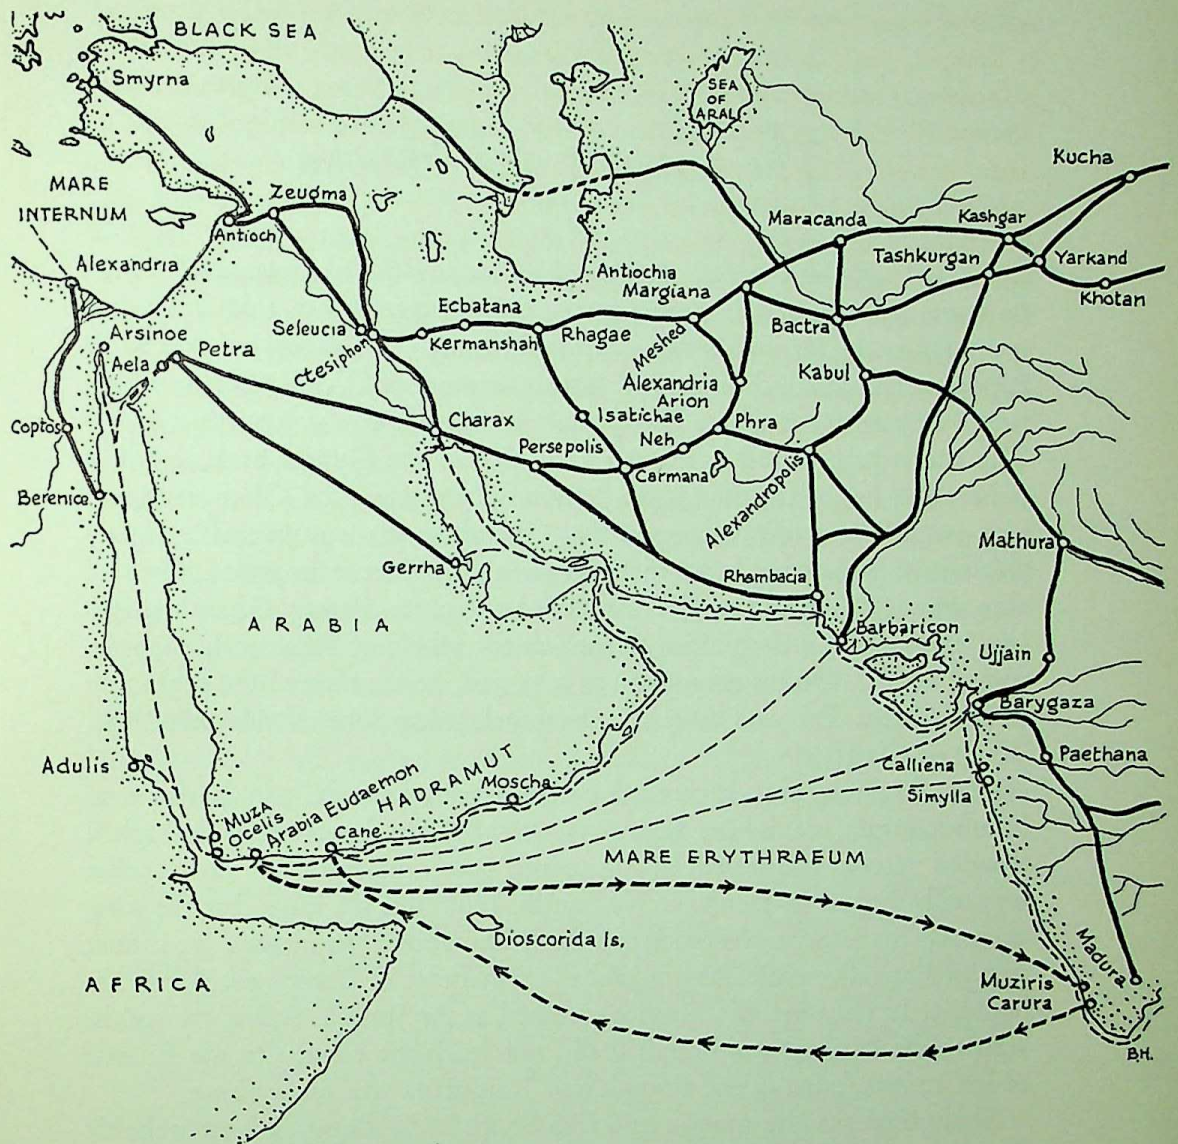 BLACK SEA
Smyrna
SEA
OF
ARAL
Kucha
MARE
INTERNUM
Zeugma
Antioch
Maracanda
Kashgar
Alexandria
Tashkurgan
Yarkand
Antiochia
Margiana
Khotan
Ecbatana
Seleucia
Ctesiphon
Kermanshah
Rhagae
Meshed
Bactra
Arsinoe
Aela
Petra
Alexandria
Arion
Kabul
Coptos
Charax
Isatichae
Phra
Persepolis
Neh
Carmana
Alexandropolis
Berenice
Mathura
Gerrha
Rhambacia
ARABIA
Barbaricon
Ujjain
Barygaza
Adulis
Paethana
Calliena
Simylla
HADRAMUT
Moscha
Muza
Ocelis
Arabia Eudaemon
Cane
MARE ERYTHRAEUM
Dioscorida Is.
AFRICA
Madura
Muziris
Carura
B.H.